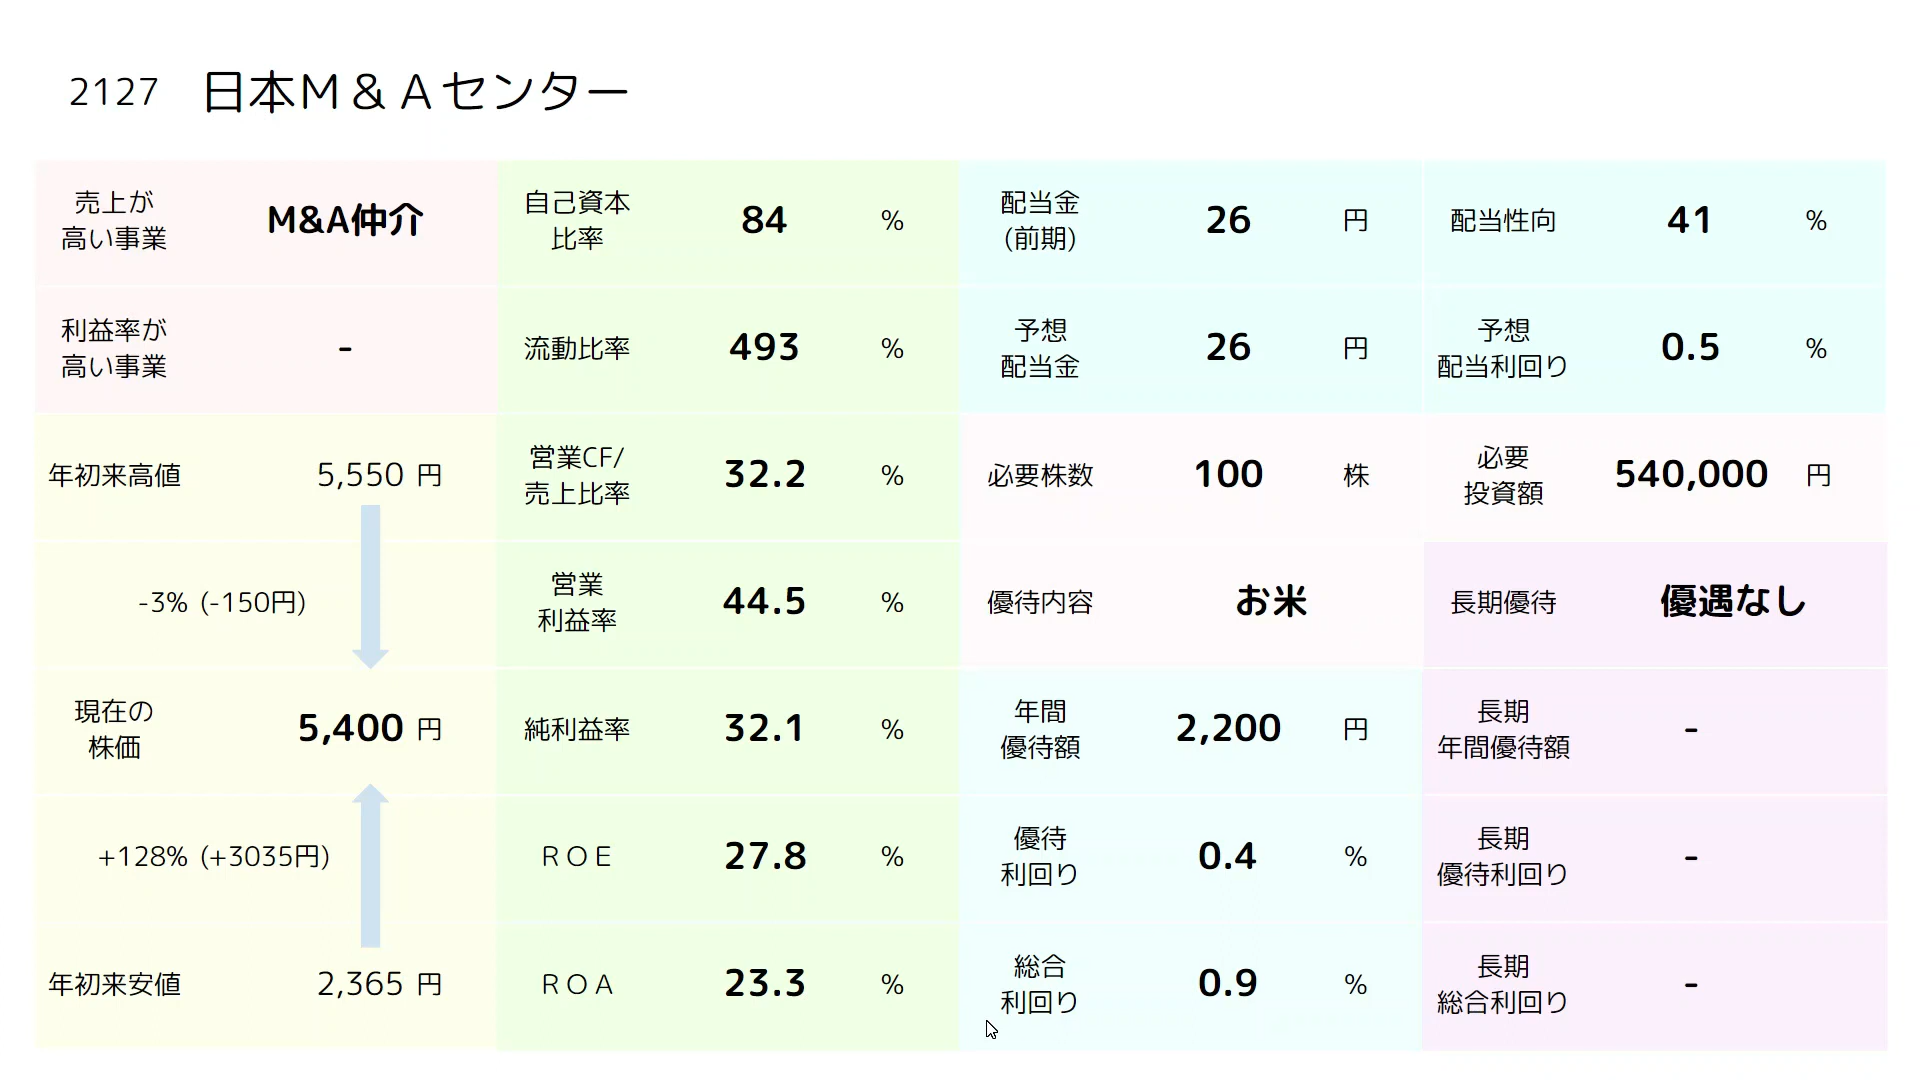 2127 日本M＆Aセンター
売上が
高い事業
M&A仲介
自己資本
比率
84 %
配当金
(前期)
26 円
配当性向
41 %
利益率が
高い事業
-
流動比率
493 %
予想
配当金
26 円
予想
配当利回り
0.5 %
年初来高値
5,550 円
営業CF/
売上比率
32.2 %
必要株数
100 株
必要
投資額
540,000 円
-3% (-150円)
営業
利益率
44.5 %
優待内容
お米
長期優待
優遇なし
現在の
株価
5,400 円
純利益率
32.1 %
年間
優待額
2,200 円
長期
年間優待額
-
+128% (+3035円)
ROE
27.8 %
優待
利回り
0.4 %
長期
優待利回り
-
年初来安値
2,365 円
ROA
23.3 %
総合
利回り
0.9 %
長期
総合利回り
-